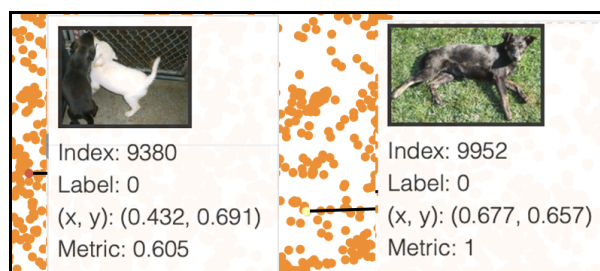 Index: 9380
Label: 0
(x, y): (0.432, 0.691)
Metric: 0.605
Index: 9952
Label: 0
(x, y): (0.677, 0.657)
Metric: 1